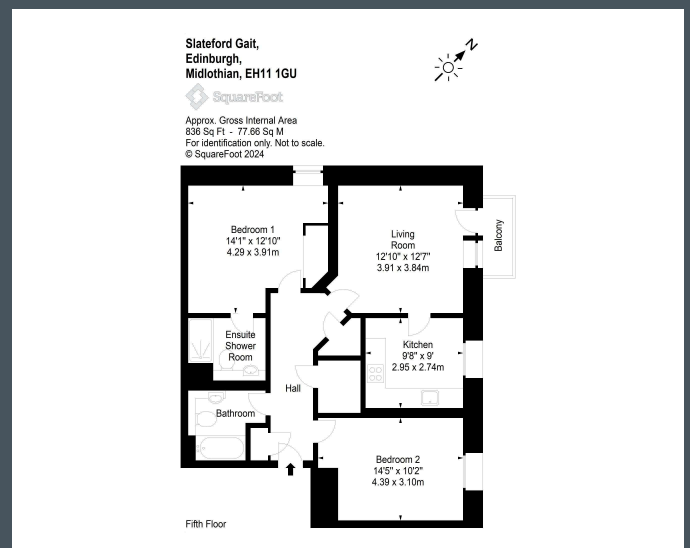 Slateford Gait,
Edinburgh,
Midlothian, EH11 1GU
N
SquareFoot
Approx. Gross Internal Area
836 Sq Ft - 77.66 Sq M
For identification only. Not to scale.
© SquareFoot 2024
Bedroom 1
14'1" x 12'10"
4.29 x 3.91m
Living
Room
12'10" x 12'7"
3.91 x 3.84m
Balcony
Ensuite
Shower
Room
Kitchen
9'8" x 9'
2.95 x 2.74m
Hall
Bathroom
Bedroom 2
14'5" x 10'2"
4.39 x 3.10m
Fifth Floor